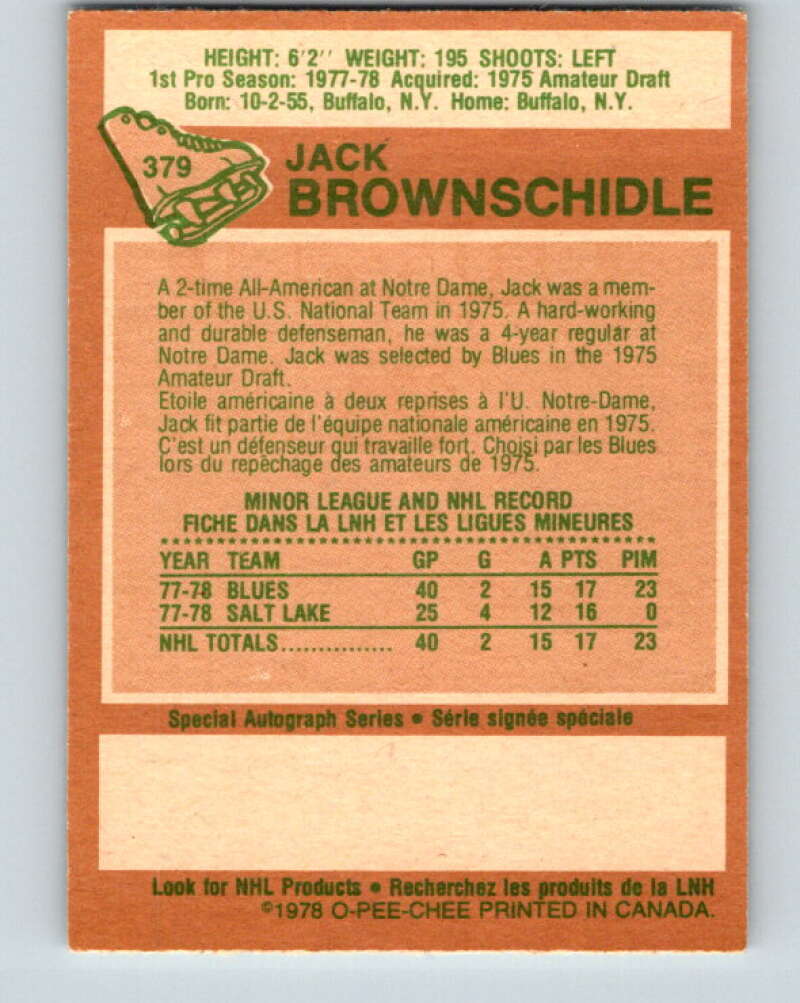 HEIGHT: 6'2'' WEIGHT: 195 SHOOTS: LEFT
1st Pro Season: 1977-78 Acquired: 1975 Amateur Draft
Born: 10-2-55, Buffalo, N.Y. Home: Buffalo, N.Y.
379
JACK
BROWNSCHIDLE
A 2-time All-American at Notre Dame, Jack was a mem-
ber of the U.S. National Team in 1975. A hard-working
and durable defenseman, he was a 4-year regular at
Notre Dame. Jack was selected by Blues in the 1975
Amateur Draft.
Etoile américaine à deux reprises à l'U. Notre-Dame,
Jack fit partie de l'équipe nationale américaine en 1975.
C'est un défenseur qui travaille fort. Choisi par les Blues
lors du repêchage des amateurs de 1975.
MINOR LEAGUE AND NHL RECORD
FICHE DANS LA LNH ET LES LIGUES MINEURES
YEAR TEAM GP G A PTS PIM
77-78 BLUES 40 2 15 17 23
77-78 SALT LAKE 25 4 12 16 0
NHL TOTALS............... 40 2 15 17 23
Special Autograph Series • Série signée spéciale
Look for NHL Products • Recherchez les produits de la LNH
©1978 O-PEE-CHEE PRINTED IN CANADA.